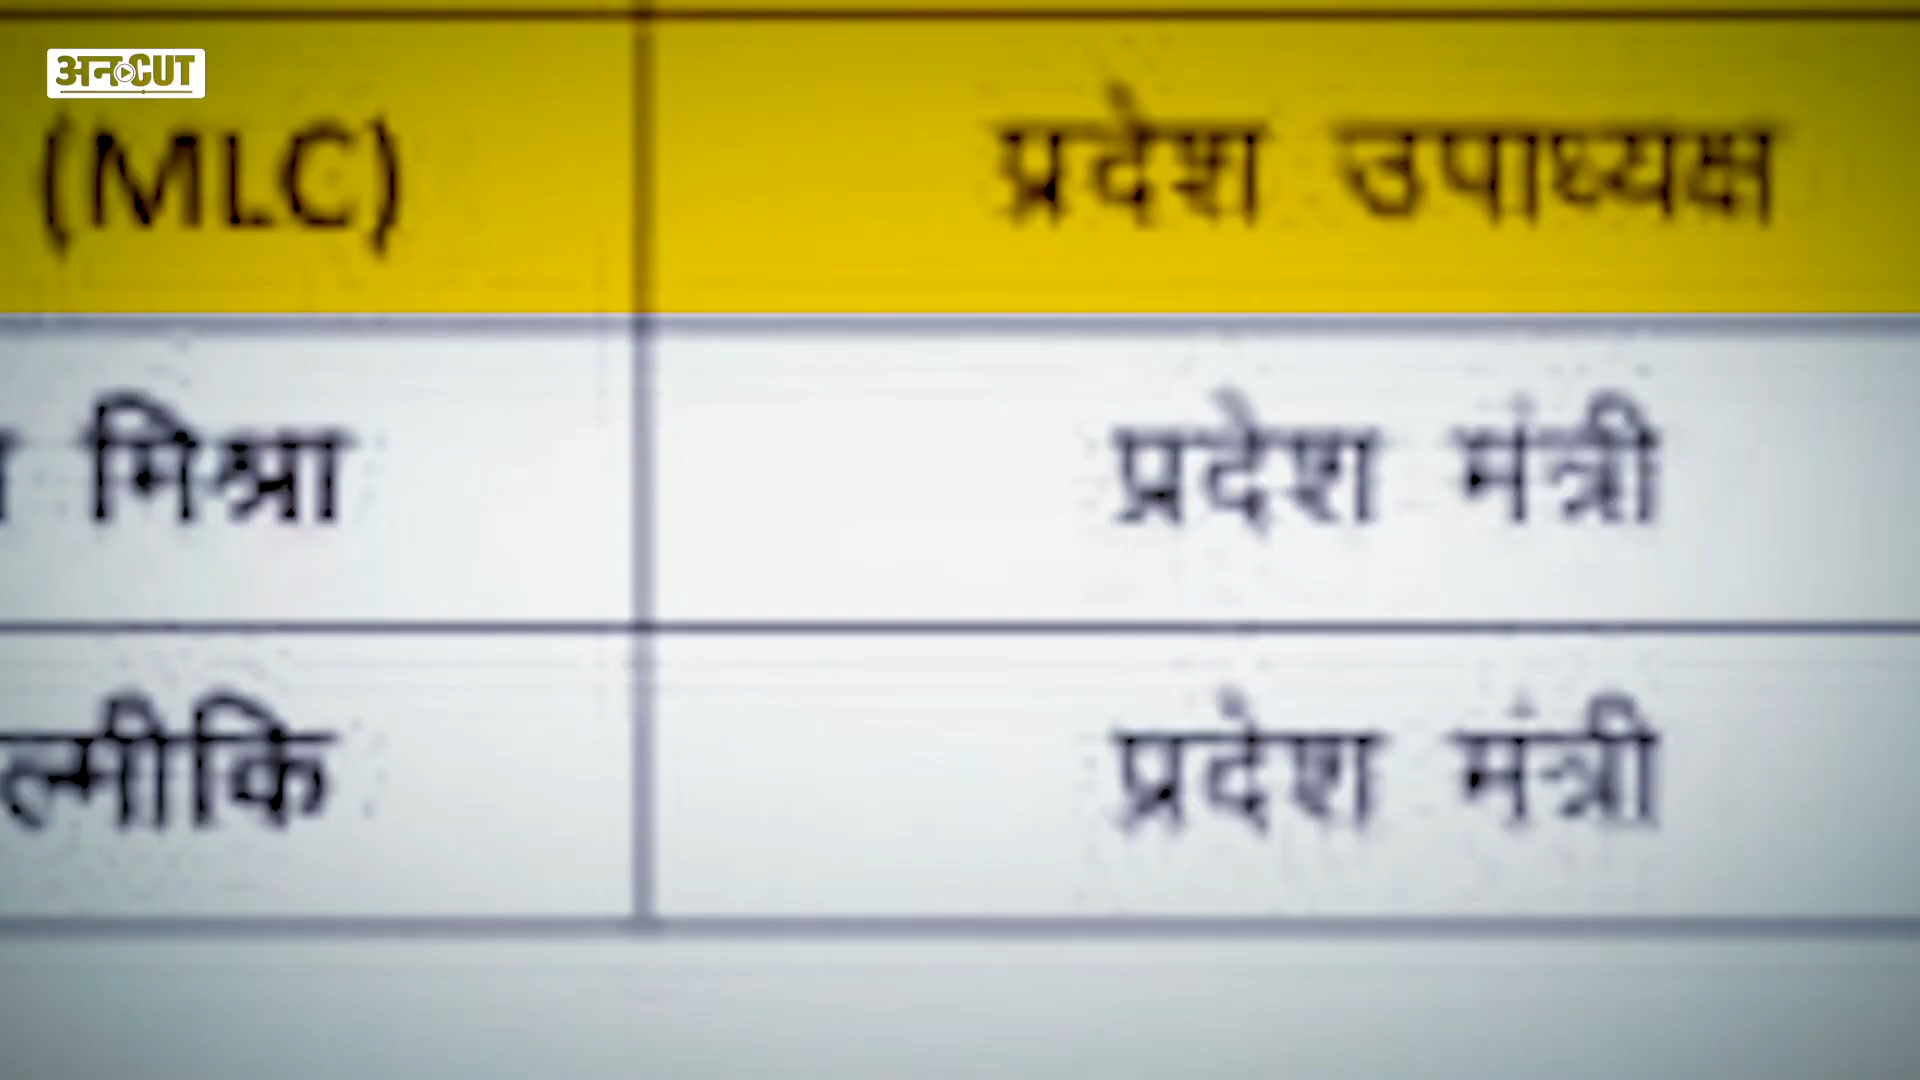 अनCUT
(MLC) प्रदेश उपाध्यक्ष
मिश्रा प्रदेश मंत्री
ल्मीकि प्रदेश मंत्री